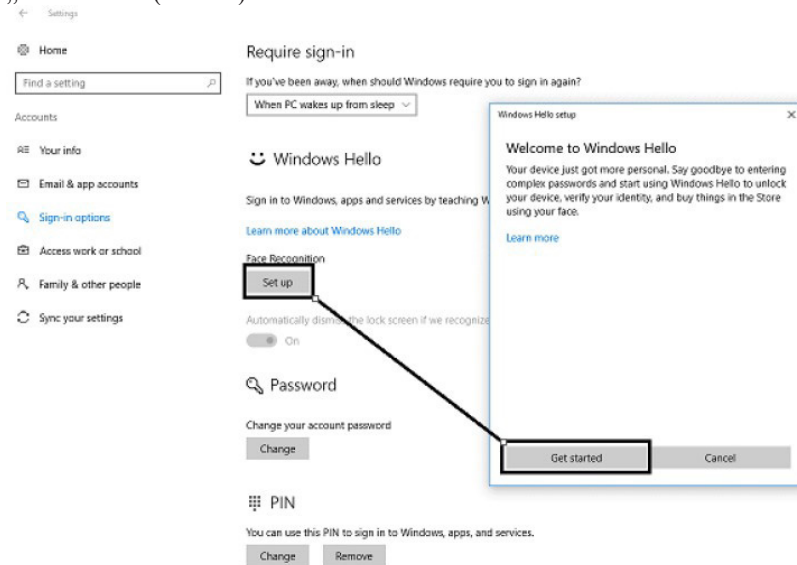 Settings
Home
Find a setting
Accounts
Your info
Email & app accounts
Sign-in options
Access work or school
Family & other people
Sync your settings
Require sign-in
If you've been away, when should Windows require you to sign in again?
When PC wakes up from sleep
Windows Hello
Sign in to Windows, apps and services by teaching W
Learn more about Windows Hello
Face Recognition
Set up
Automatically dismiss the lock screen if we recognize
On
Password
Change your account password
Change
PIN
You can use this PIN to sign in to Windows, apps, and services.
Change Remove
Windows Hello setup
Welcome to Windows Hello
Your device just got more personal. Say goodbye to entering
complex passwords and start using Windows Hello to unlock
your device, verify your identity, and buy things in the Store
using your face.
Learn more
Get started Cancel